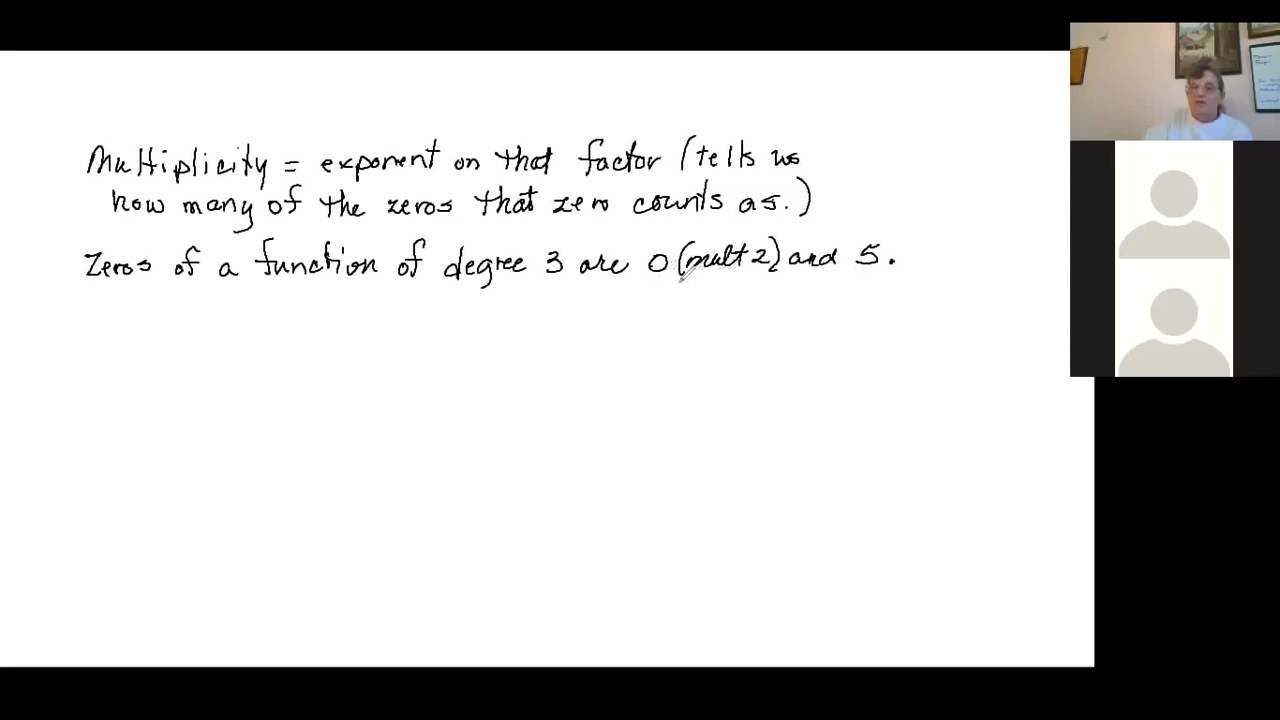 Multiplicity = exponent on that factor (tells us
how many of the zeros that zero counts as.)
Zeros of a function of degree 3 are 0 (mult 2) and 5.